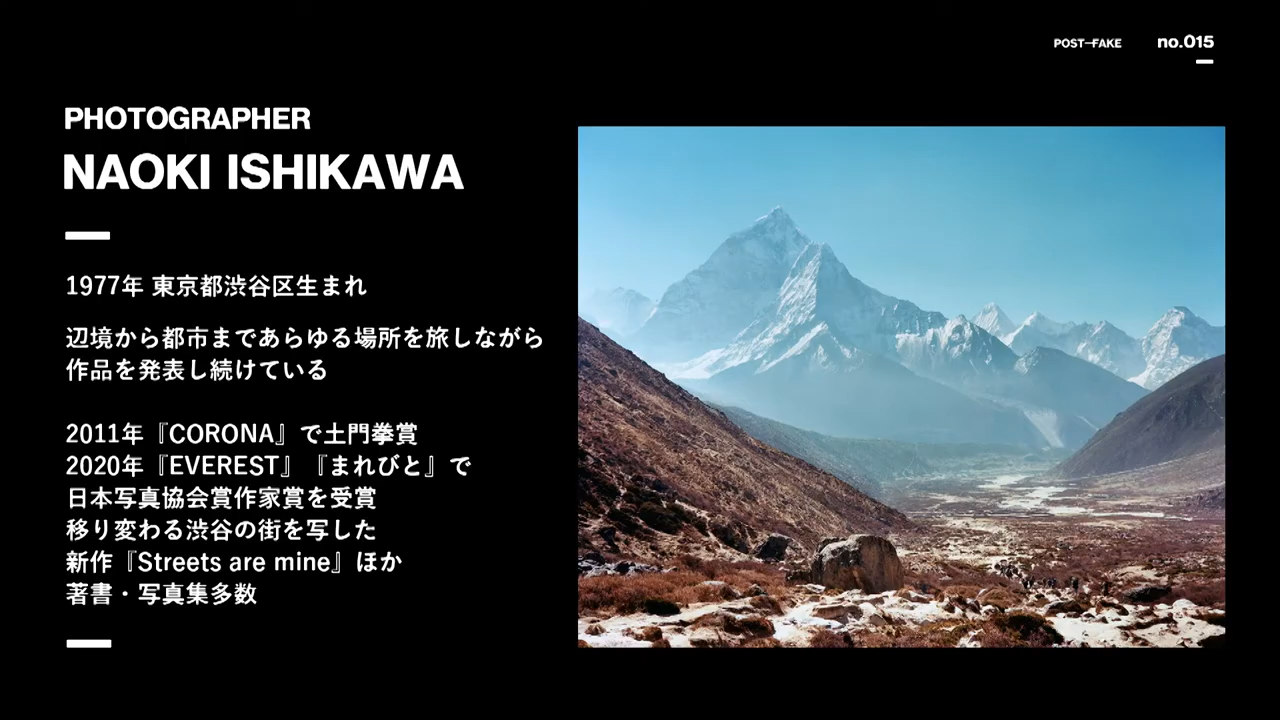 POST-FAKE no.015
PHOTOGRAPHER
NAOKI ISHIKAWA
1977年 東京都渋谷区生まれ
辺境から都市まであらゆる場所を旅しながら
作品を発表し続けている
2011年『CORONA』で土門拳賞
2020年『EVEREST』『まれびと』で
日本写真協会賞作家賞を受賞
移り変わる渋谷の街を写した
新作『Streets are mine』ほか
著書・写真集多数